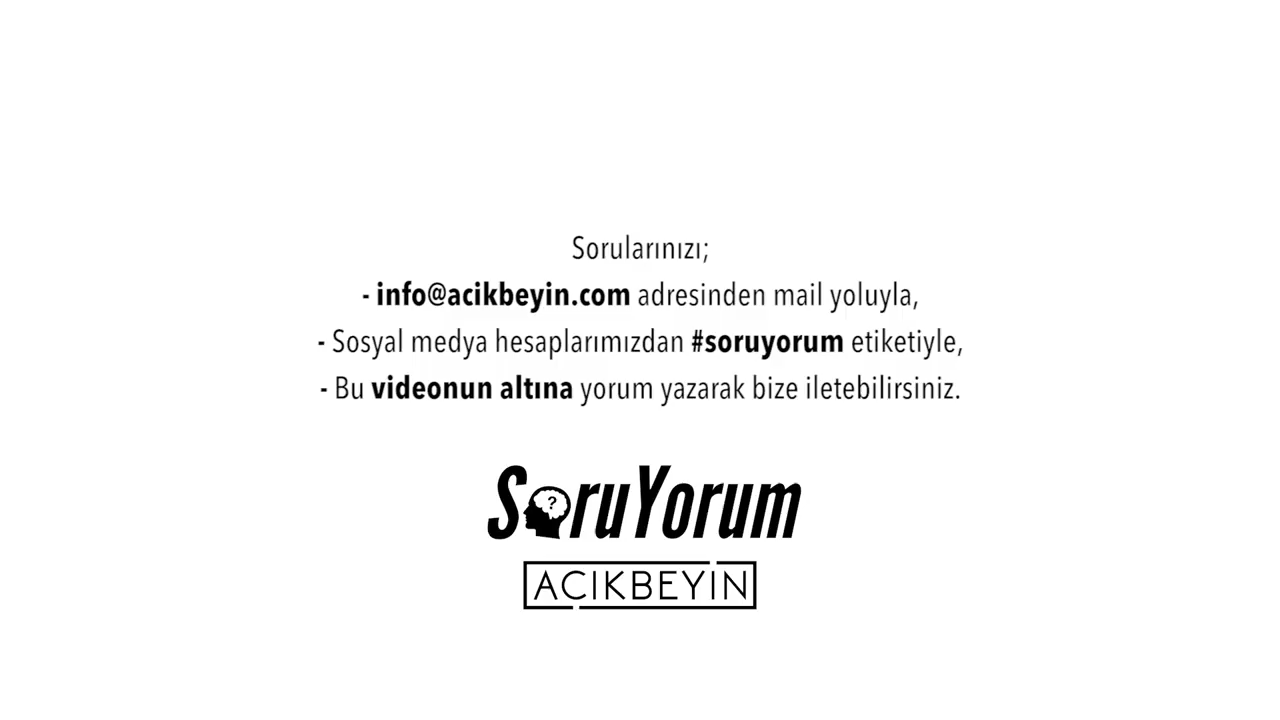 Sorularınızı;
- info@acikbeyin.com adresinden mail yoluyla,
- Sosyal medya hesaplarımızdan #soruyorum etiketiyle,
- Bu videonun altına yorum yazarak bize iletebilirsiniz.
SoruYorum
AÇIKBEYİN